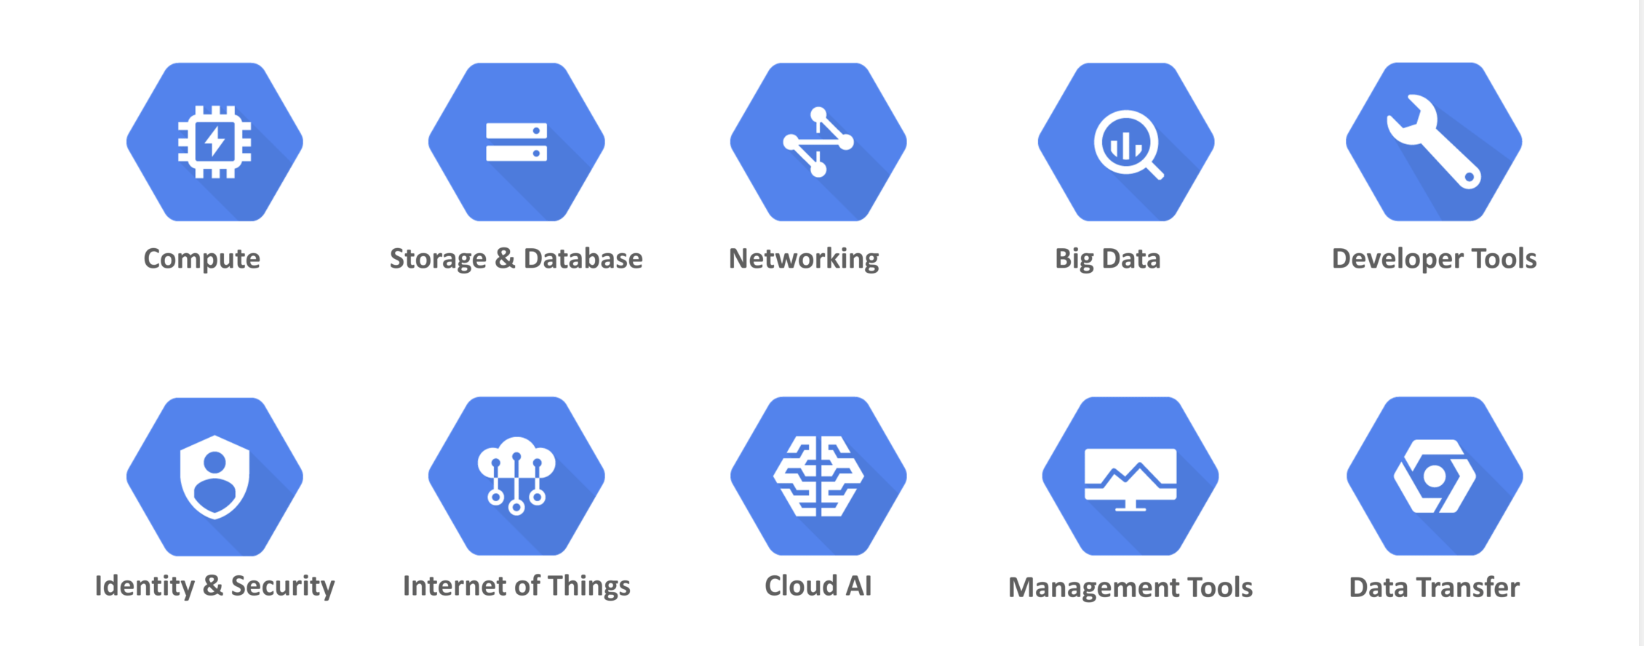 Compute
Storage & Database
Networking
Big Data
Developer Tools
Identity & Security
Internet of Things
Cloud AI
Management Tools
Data Transfer